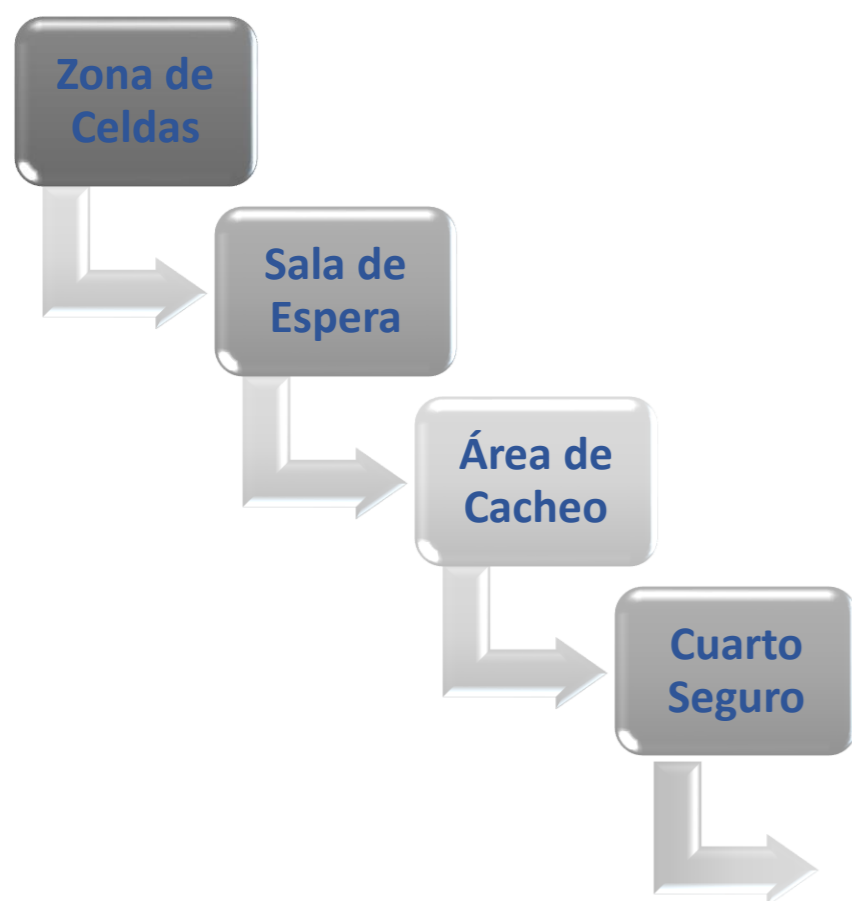 Zona de
Celdas
Sala de
Espera
Área de
Cacheo
Cuarto
Seguro